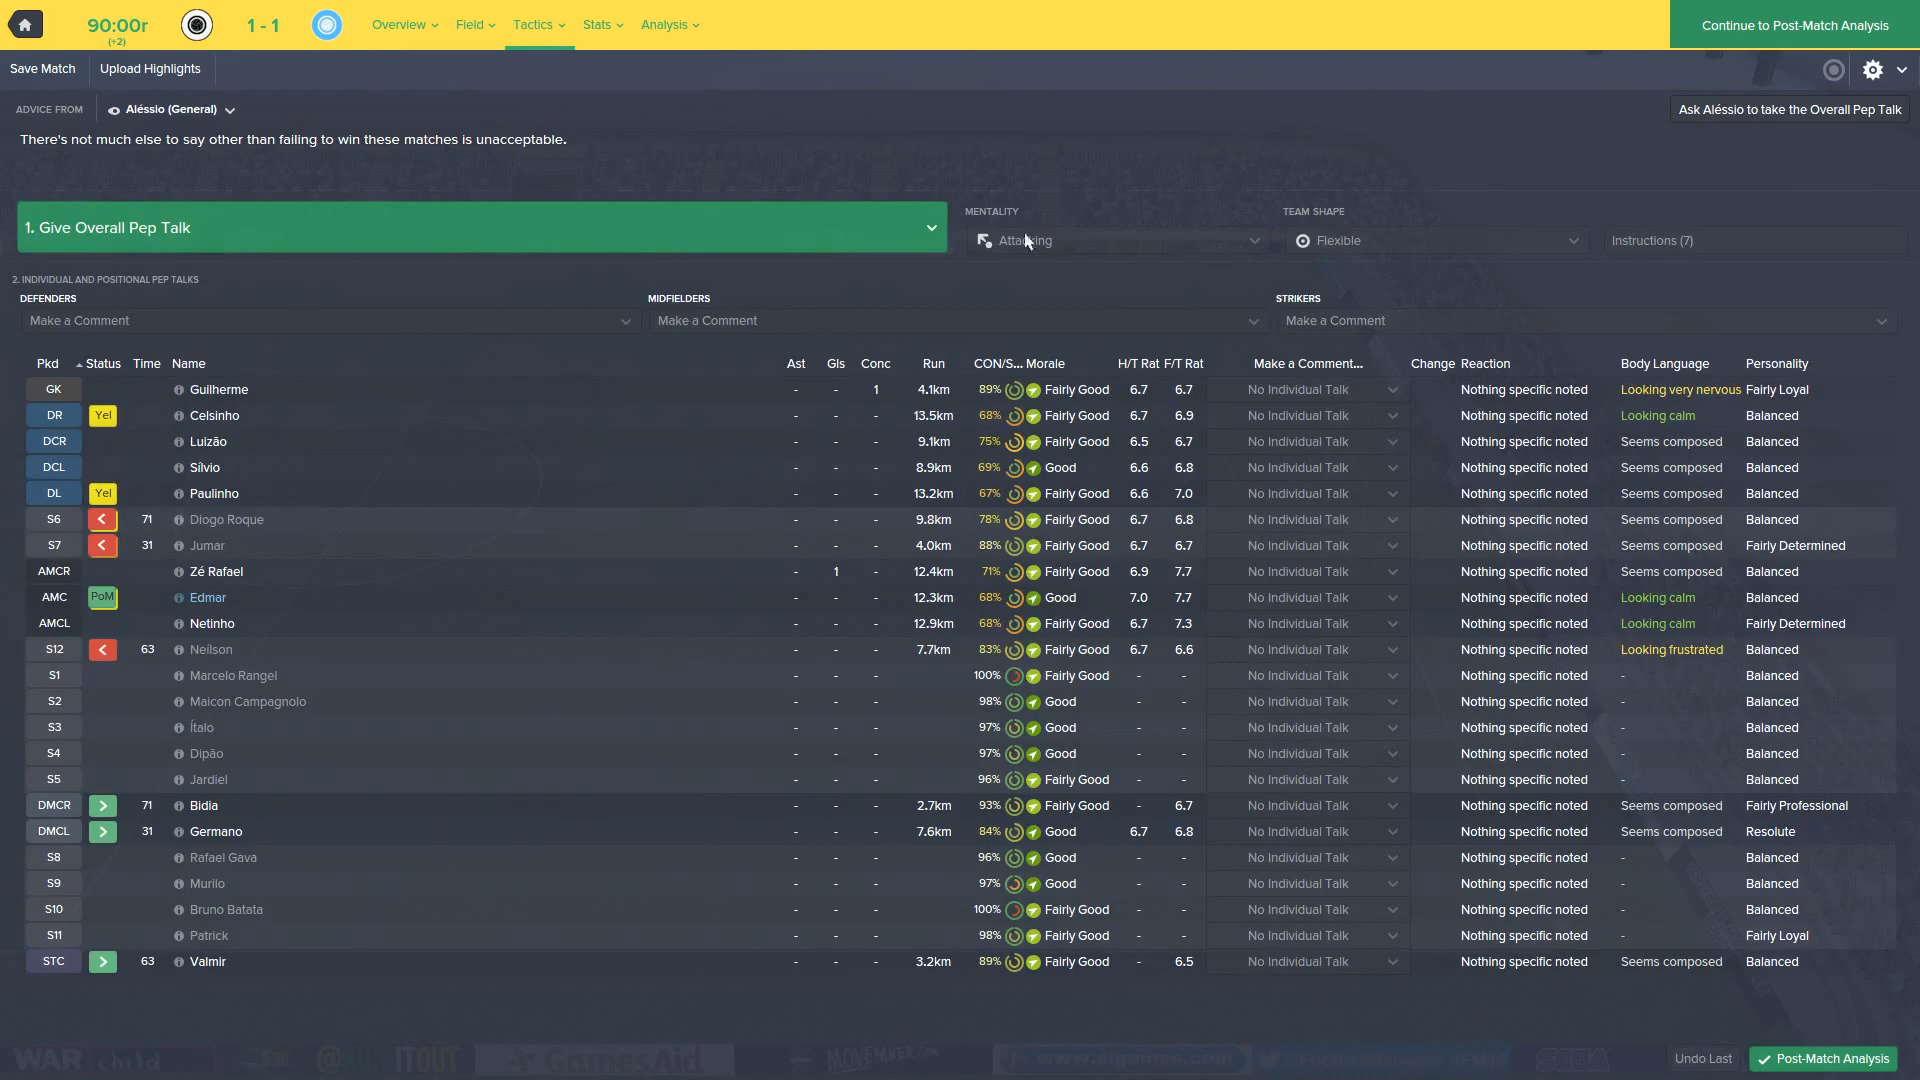 90:00r
(+2)
1 - 1
Overview
Field
Tactics
Stats
Analysis
Continue to Post-Match Analysis
Save Match
Upload Highlights
ADVICE FROM
Aléssio (General)
Ask Aléssio to take the Overall Pep Talk
There's not much else to say other than failing to win these matches is unacceptable.
1. Give Overall Pep Talk
MENTALITY
Attacking
TEAM SHAPE
Flexible
Instructions (7)
2. INDIVIDUAL AND POSITIONAL PEP TALKS
DEFENDERS
Make a Comment
MIDFIELDERS
Make a Comment
STRIKERS
Make a Comment
Pkd Status Time Name Ast Gls Conc Run CON/S... Morale H/T Rat F/T Rat Make a Comment... Change Reaction Body Language Personality
GK Guilherme - - 1 4.1km 89% Fairly Good 6.7 6.7 No Individual Talk Nothing specific noted Looking very nervous Fairly Loyal
DR Yel Celsinho - - - 13.5km 68% Fairly Good 6.7 6.9 No Individual Talk Nothing specific noted Looking calm Balanced
DCR Luizão - - - 9.1km 75% Fairly Good 6.5 6.7 No Individual Talk Nothing specific noted Seems composed Balanced
DCL Sílvio - - - 8.9km 69% Good 6.6 6.8 No Individual Talk Nothing specific noted Seems composed Balanced
DL Yel Paulinho - - - 13.2km 67% Fairly Good 6.6 7.0 No Individual Talk Nothing specific noted Seems composed Balanced
S6 71 Diogo Roque - - - 9.8km 78% Fairly Good 6.7 6.8 No Individual Talk Nothing specific noted Seems composed Balanced
S7 31 Jumar - - - 4.0km 88% Fairly Good 6.7 6.7 No Individual Talk Nothing specific noted Seems composed Fairly Determined
AMCR Zé Rafael - 1 - 12.4km 71% Fairly Good 6.9 7.7 No Individual Talk Nothing specific noted Seems composed Balanced
AMC PoM Edmar - - - 12.3km 68% Good 7.0 7.7 No Individual Talk Nothing specific noted Looking calm Balanced
AMCL Netinho - - - 12.9km 68% Fairly Good 6.7 7.3 No Individual Talk Nothing specific noted Looking calm Fairly Determined
S12 63 Neílson - - - 7.7km 83% Fairly Good 6.7 6.6 No Individual Talk Nothing specific noted Looking frustrated Balanced
S1 Marcelo Rangel - - - 100% Fairly Good - - No Individual Talk Nothing specific noted - Balanced
S2 Maicon Campagnolo - - - 98% Good - - No Individual Talk Nothing specific noted - Balanced
S3 Ítalo - - - 97% Good - - No Individual Talk Nothing specific noted - Balanced
S4 Dipão - - - 97% Good - - No Individual Talk Nothing specific noted - Balanced
S5 Jardiel - - - 96% Fairly Good - - No Individual Talk Nothing specific noted - Balanced
DMCR 71 Bidia - - - 2.7km 93% Fairly Good - 6.7 No Individual Talk Nothing specific noted Seems composed Fairly Professional
DMCL 31 Germano - - - 7.6km 84% Good 6.7 6.8 No Individual Talk Nothing specific noted Seems composed Resolute
S8 Rafael Gava - - - 96% Good - - No Individual Talk Nothing specific noted - Balanced
S9 Murilo - - - 97% Good - - No Individual Talk Nothing specific noted - Balanced
S10 Bruno Batata - - - 100% Fairly Good - - No Individual Talk Nothing specific noted - Balanced
S11 Patrick - - - 98% Fairly Good - - No Individual Talk Nothing specific noted - Fairly Loyal
STC 63 Valmir - - - 3.2km 89% Fairly Good - 6.5 No Individual Talk Nothing specific noted Seems composed Balanced
WAR child
GamesAid
MOVEMBER.COM
www.sigames.com
SEGA
Undo Last
Post-Match Analysis